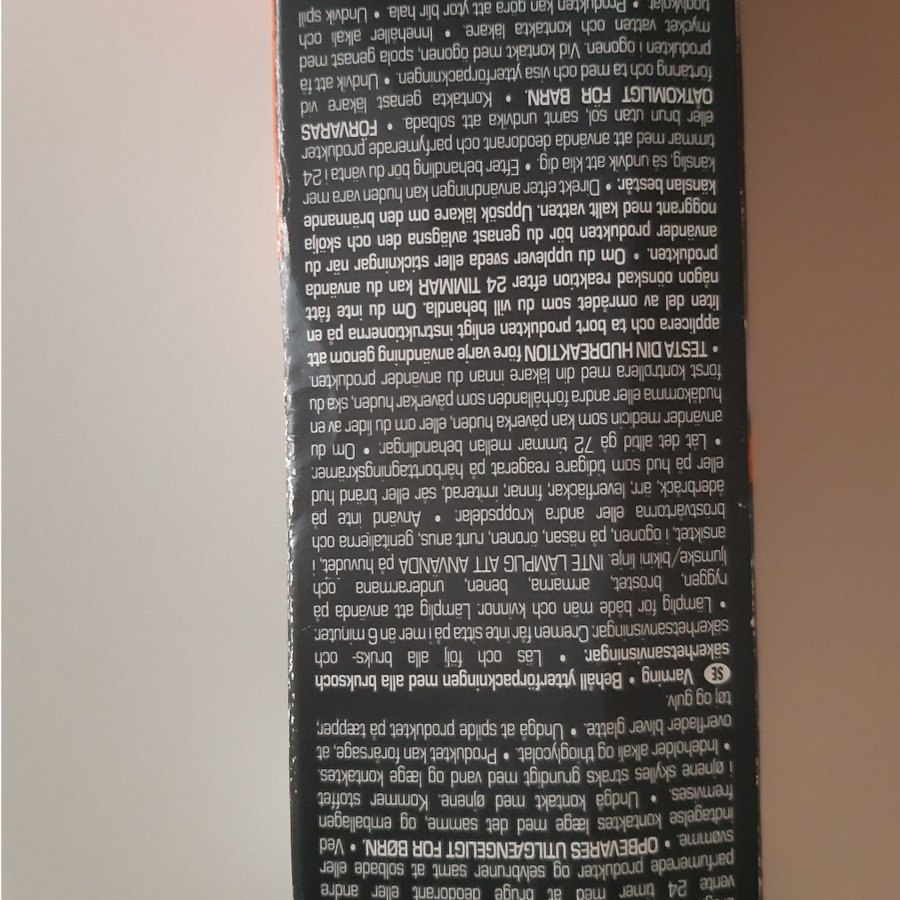 vente 24 timer med at bruge deodorant eller andre
parfumerede produkter og selvbruner samt at solbade eller
svømme. • OPBEVARES UTILGÆNGELIGT FOR BØRN. • Ved
indtagelse kontaktes læge med det samme, og emballagen
fremvises. • Undgå kontakt med øjnene. Kommer stoffet
i øjnene skylles straks grundigt med vand og læge kontaktes.
• Indeholder alkali og thioglycolat. • Produktet kan forårsage, at
overflader bliver glatte. • Undgå at spilde produktet på tæpper,
tøj og gulv.
SE Varning • Behåll ytterförpackningen med alla bruksoch
säkerhetsanvisningar. • Läs och följ alla bruks- och
säkerhetsanvisningar. Cremen får inte sitta på i mer än 6 minuter.
• Lämplig för både män och kvinnor. Lämplig att använda på
ryggen, bröstet, armarna, benen, underarmarna och
ljumske/bikini linje. INTE LÄMPLIG ATT ANVÄNDA på huvudet, i
ansiktet, i ögonen, på näsan, öronen, runt anus, genitalierna och
bröstvårtorna eller andra kroppsdelar. • Använd inte på
åderbråck, ärr, leverfläckar, finnar, irriterad, sår eller bränd hud
eller på hud som tidigare reagerat på hårborttagningskrämer.
• Låt det alltid gå 72 timmar mellan behandlingar. • Om du
använder medicin som kan påverka huden, eller om du lider av en
hudåkomma eller andra förhållanden som påverkar huden, ska du
först kontrollera med din läkare innan du använder produkten.
• TESTA DIN HUDREAKTION före varje användning genom att
applicera och ta bort produkten enligt instruktionerna på en
liten del av området som du vill behandla. Om du inte fått
någon oönskad reaktion efter 24 TIMMAR kan du använda
produkten. • Om du upplever sveda eller stickningar när du
använder produkten bör du genast avlägsna den och skölja
noggrant med kallt vatten. Uppsök läkare om den brännande
känslan består. • Direkt efter användningen kan huden vara mer
känslig, så undvik att klia dig. • Efter behandling bör du vänta i 24
timmar med att använda deodorant och parfymerade produkter
eller brun utan sol, samt undvika att solbada. • FÖRVARAS
OÅTKOMLIGT FÖR BARN. • Kontakta genast läkare vid
förtäring och ta med och visa ytterförpackningen. • Undvik att få
produkten i ögonen. Vid kontakt med ögonen, spola genast med
mycket vatten och kontakta läkare. • Innehåller alkali och
tioglykolat. • Produkten kan göra att ytor blir hala. • Undvik spill